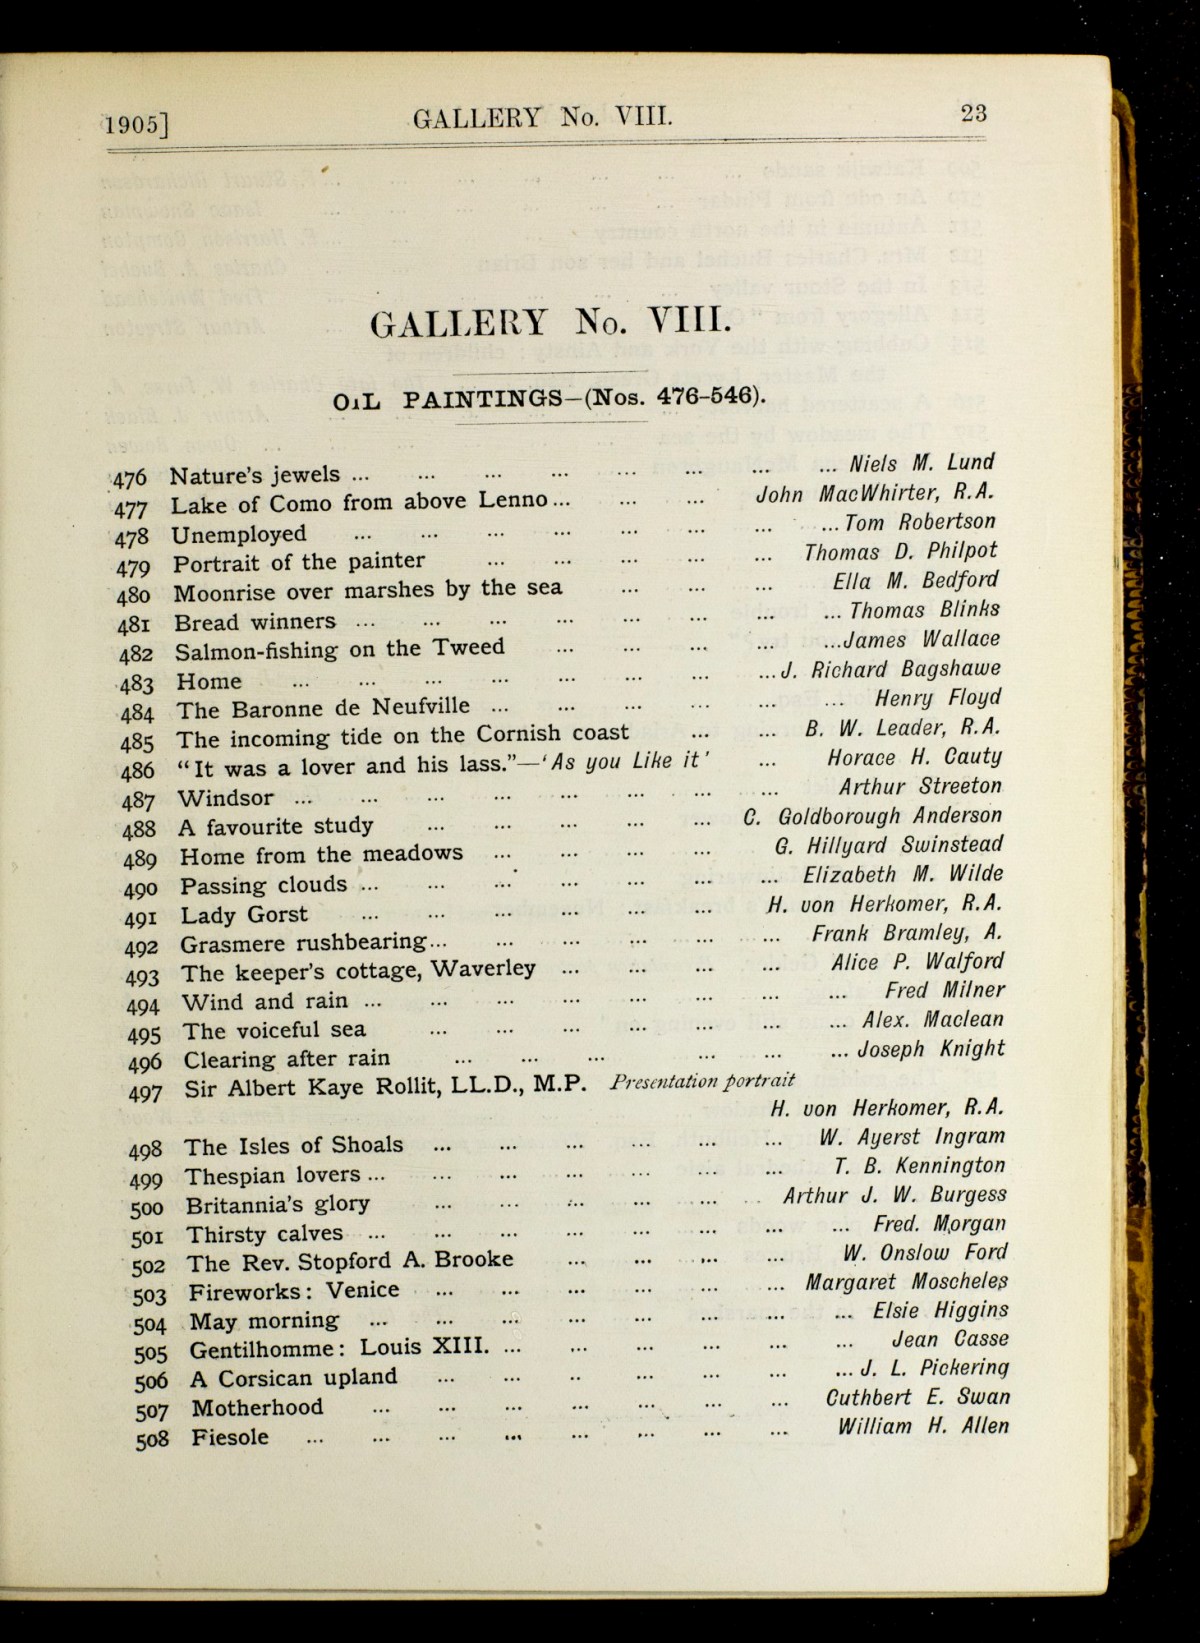 1905] GALLERY No. VIII. 23
GALLERY No. VIII.
OIL PAINTINGS—(Nos. 476–546).
476 Nature's jewels ... ... ... ... ... ... ... ... Niels M. Lund
477 Lake of Como from above Lenno ... ... ... John MacWhirter, R.A.
478 Unemployed ... ... ... ... ... ... ... ... Tom Robertson
479 Portrait of the painter ... ... ... ... ... Thomas D. Philpot
480 Moonrise over marshes by the sea ... ... ... Ella M. Bedford
481 Bread winners ... ... ... ... ... ... ... ... Thomas Blinks
482 Salmon-fishing on the Tweed ... ... ... ... ... James Wallace
483 Home ... ... ... ... ... ... ... ... J. Richard Bagshawe
484 The Baronne de Neufville ... ... ... ... ... ... Henry Floyd
485 The incoming tide on the Cornish coast ... ... B. W. Leader, R.A.
486 “It was a lover and his lass.”—‘As you Like it’ ... Horace H. Cauty
487 Windsor ... ... ... ... ... ... ... ... Arthur Streeton
488 A favourite study ... ... ... ... ... C. Goldborough Anderson
489 Home from the meadows ... ... ... ... G. Hillyard Swinstead
490 Passing clouds ... ... ... ... ... ... ... Elizabeth M. Wilde
491 Lady Gorst ... ... ... ... ... ... H. von Herkomer, R.A.
492 Grasmere rushbearing ... ... ... ... ... ... Frank Bramley, A.
493 The keeper's cottage, Waverley ... ... ... ... Alice P. Walford
494 Wind and rain ... ... ... ... ... ... ... ... Fred Milner
495 The voiceful sea ... ... ... ... ... ... ... Alex. Maclean
496 Clearing after rain ... ... ... ... ... ... Joseph Knight
497 Sir Albert Kaye Rollit, LL.D., M.P. Presentation portrait
H. von Herkomer, R.A.
498 The Isles of Shoals ... ... ... ... ... ... W. Ayerst Ingram
499 Thespian lovers ... ... ... ... ... ... ... T. B. Kennington
500 Britannia's glory ... ... ... ... ... ... Arthur J. W. Burgess
501 Thirsty calves ... ... ... ... ... ... ... ... Fred. Morgan
502 The Rev. Stopford A. Brooke ... ... ... ... W. Onslow Ford
503 Fireworks: Venice ... ... ... ... ... ... Margaret Moscheles
504 May morning ... ... ... ... ... ... ... ... Elsie Higgins
505 Gentilhomme: Louis XIII. ... ... ... ... ... ... Jean Casse
506 A Corsican upland ... ... .. ... ... ... ... J. L. Pickering
507 Motherhood ... ... ... ... ... ... ... Cuthbert E. Swan
508 Fiesole ... ... ... ... ... ... ... ... William H. Allen